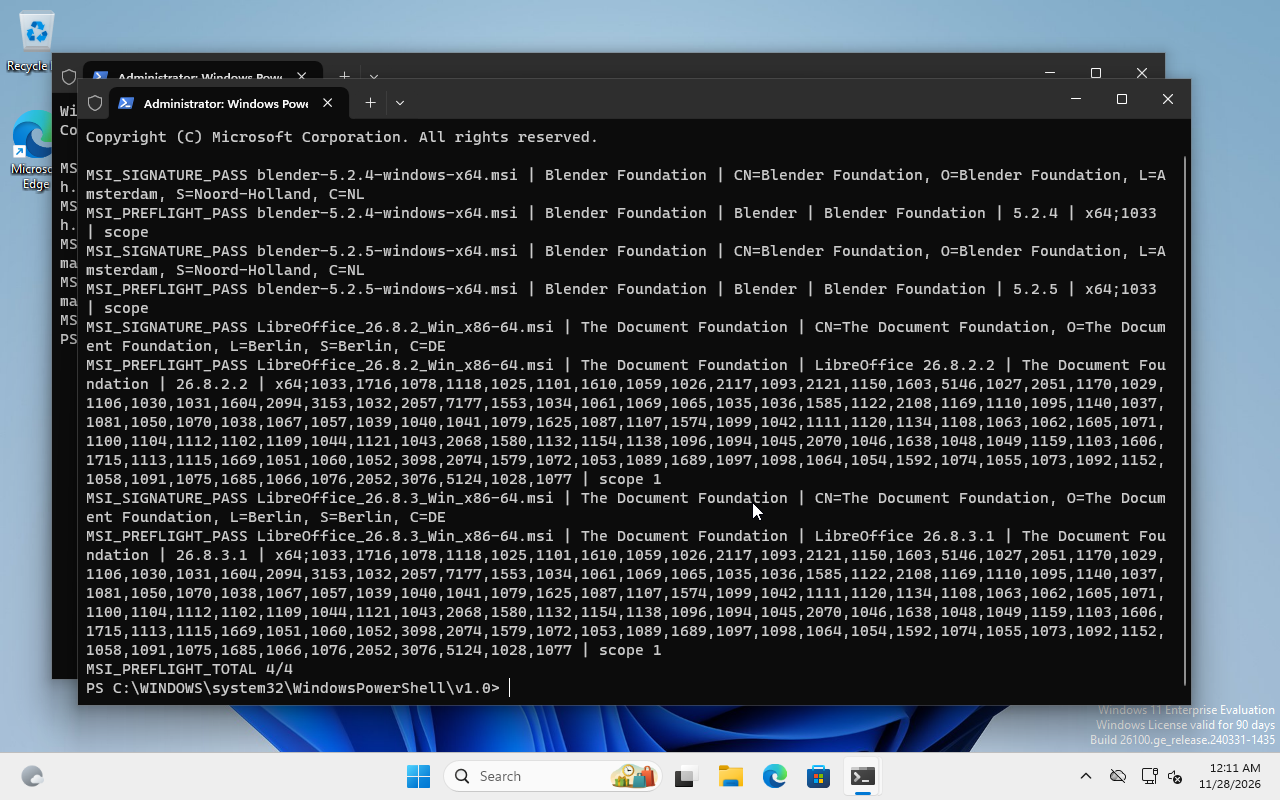 Recycle
Microso
Edge
Administrator: Windows Pow
Wi
Co
MS
h.
MS
h.
MS
ma
MS
ma
MS
PS
Administrator: Windows Powe
Copyright (C) Microsoft Corporation. All rights reserved.
MSI_SIGNATURE_PASS blender-5.2.4-windows-x64.msi | Blender Foundation | CN=Blender Foundation, O=Blender Foundation, L=A
msterdam, S=Noord-Holland, C=NL
MSI_PREFLIGHT_PASS blender-5.2.4-windows-x64.msi | Blender Foundation | Blender | Blender Foundation | 5.2.4 | x64;1033
| scope
MSI_SIGNATURE_PASS blender-5.2.5-windows-x64.msi | Blender Foundation | CN=Blender Foundation, O=Blender Foundation, L=A
msterdam, S=Noord-Holland, C=NL
MSI_PREFLIGHT_PASS blender-5.2.5-windows-x64.msi | Blender Foundation | Blender | Blender Foundation | 5.2.5 | x64;1033
| scope
MSI_SIGNATURE_PASS LibreOffice_26.8.2_Win_x86-64.msi | The Document Foundation | CN=The Document Foundation, O=The Docum
ent Foundation, L=Berlin, S=Berlin, C=DE
MSI_PREFLIGHT_PASS LibreOffice_26.8.2_Win_x86-64.msi | The Document Foundation | LibreOffice 26.8.2.2 | The Document Fou
ndation | 26.8.2.2 | x64;1033,1716,1078,1118,1025,1101,1610,1059,1026,2117,1093,2121,1150,1603,5146,1027,2051,1170,1029,
1106,1030,1031,1604,2094,3153,1032,2057,7177,1553,1034,1061,1069,1065,1035,1036,1585,1122,2108,1169,1110,1095,1140,1037,
1081,1050,1070,1038,1067,1057,1039,1040,1041,1079,1625,1087,1107,1574,1099,1042,1111,1120,1134,1108,1063,1062,1605,1071,
1100,1104,1112,1102,1109,1044,1121,1043,2068,1580,1132,1154,1138,1096,1094,1045,2070,1046,1638,1048,1049,1159,1103,1606,
1715,1113,1115,1669,1051,1060,1052,3098,2074,1579,1072,1053,1089,1689,1097,1098,1064,1054,1592,1074,1055,1073,1092,1152,
1058,1091,1075,1685,1066,1076,2052,3076,5124,1028,1077 | scope 1
MSI_SIGNATURE_PASS LibreOffice_26.8.3_Win_x86-64.msi | The Document Foundation | CN=The Document Foundation, O=The Docum
ent Foundation, L=Berlin, S=Berlin, C=DE
MSI_PREFLIGHT_PASS LibreOffice_26.8.3_Win_x86-64.msi | The Document Foundation | LibreOffice 26.8.3.1 | The Document Fou
ndation | 26.8.3.1 | x64;1033,1716,1078,1118,1025,1101,1610,1059,1026,2117,1093,2121,1150,1603,5146,1027,2051,1170,1029,
1106,1030,1031,1604,2094,3153,1032,2057,7177,1553,1034,1061,1069,1065,1035,1036,1585,1122,2108,1169,1110,1095,1140,1037,
1081,1050,1070,1038,1067,1057,1039,1040,1041,1079,1625,1087,1107,1574,1099,1042,1111,1120,1134,1108,1063,1062,1605,1071,
1100,1104,1112,1102,1109,1044,1121,1043,2068,1580,1132,1154,1138,1096,1094,1045,2070,1046,1638,1048,1049,1159,1103,1606,
1715,1113,1115,1669,1051,1060,1052,3098,2074,1579,1072,1053,1089,1689,1097,1098,1064,1054,1592,1074,1055,1073,1092,1152,
1058,1091,1075,1685,1066,1076,2052,3076,5124,1028,1077 | scope 1
MSI_PREFLIGHT_TOTAL 4/4
PS C:\WINDOWS\system32\WindowsPowerShell\v1.0>
Windows 11 Enterprise Evaluation
Windows License valid for 90 days
Build 26100.ge_release.240331-1435
Search
12:11 AM
11/28/2026